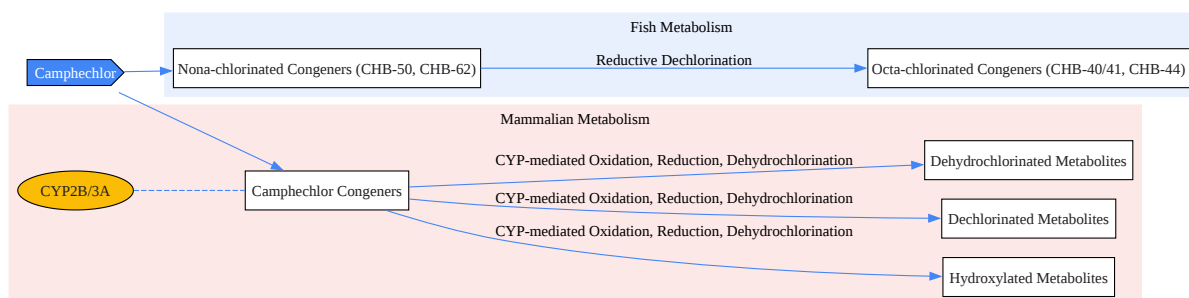 Fish Metabolism
Camphechlor
Nona-chlorinated Congeners (CHB-50, CHB-62)
Reductive Dechlorination
Octa-chlorinated Congeners (CHB-40/41, CHB-44)
Mammalian Metabolism
CYP2B/3A
Camphechlor Congeners
CYP-mediated Oxidation, Reduction, Dehydrochlorination
Dehydrochlorinated Metabolites
CYP-mediated Oxidation, Reduction, Dehydrochlorination
Dechlorinated Metabolites
CYP-mediated Oxidation, Reduction, Dehydrochlorination
Hydroxylated Metabolites